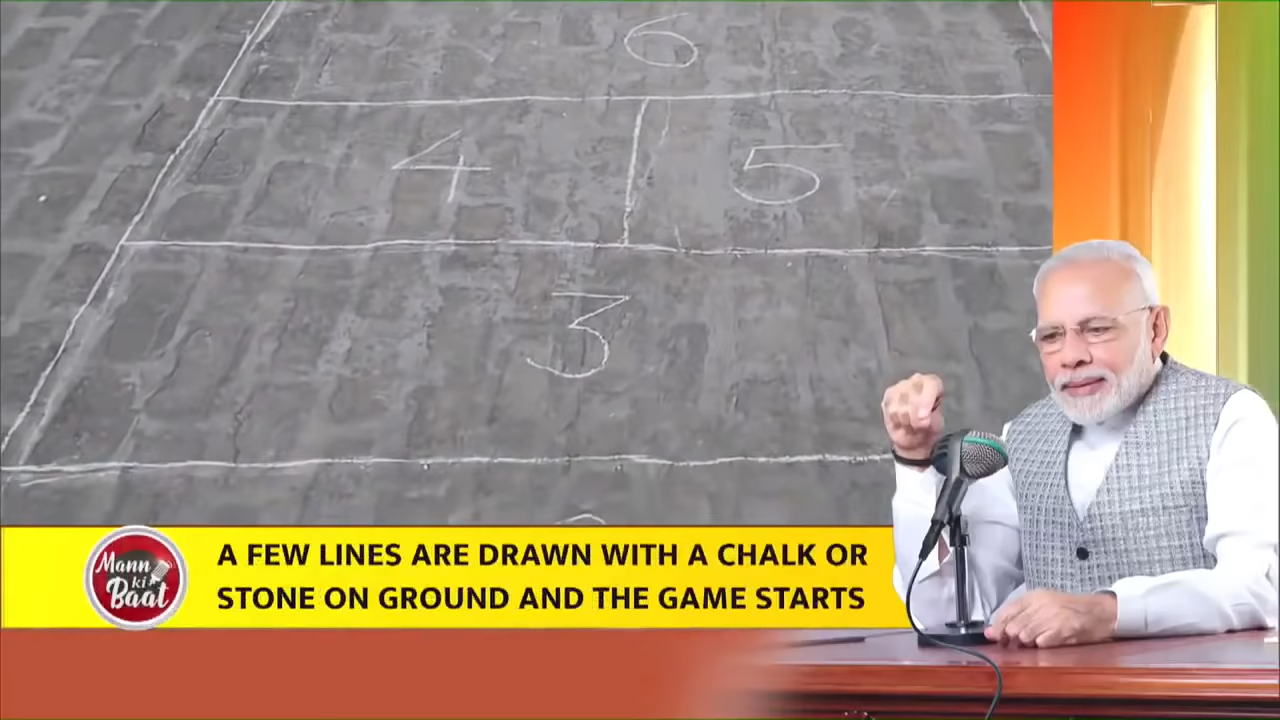 6
4 5
3
Mann
ki
Baat
A FEW LINES ARE DRAWN WITH A CHALK OR
STONE ON GROUND AND THE GAME STARTS